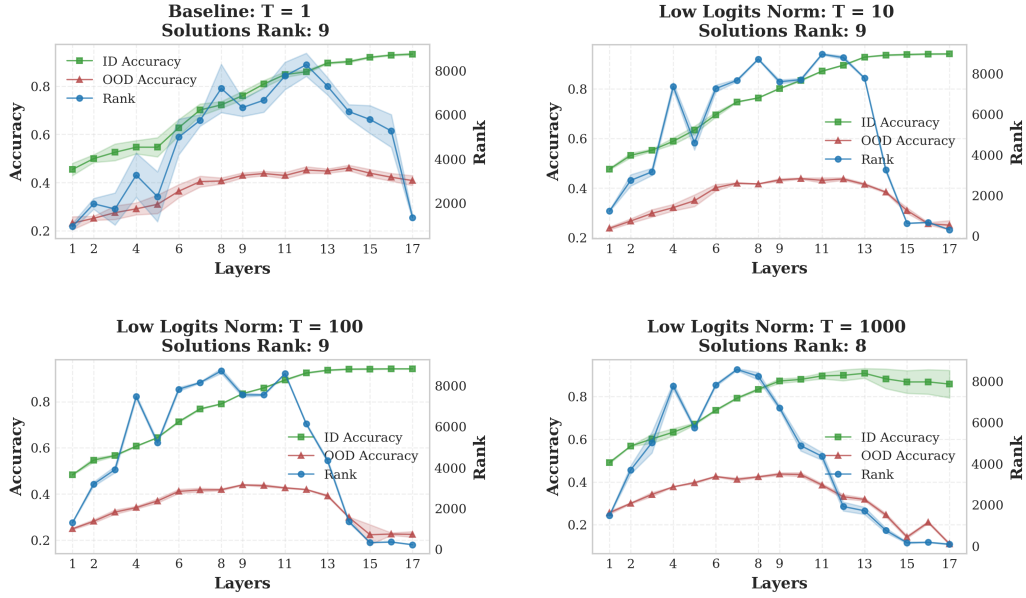 Baseline: T = 1
Solutions Rank: 9
ID Accuracy
OOD Accuracy
Rank
Accuracy
0.8
0.6
0.4
0.2
8000
6000
4000
2000
Rank
1 2 4 6 8 9 11 13 15 17
Layers
Low Logits Norm: T = 10
Solutions Rank: 9
ID Accuracy
OOD Accuracy
Rank
Accuracy
0.8
0.6
0.4
0.2
8000
6000
4000
2000
0
Rank
1 2 4 6 8 9 11 13 15 17
Layers
Low Logits Norm: T = 100
Solutions Rank: 9
ID Accuracy
OOD Accuracy
Rank
Accuracy
0.8
0.6
0.4
0.2
8000
6000
4000
2000
0
Rank
1 2 4 6 8 9 11 13 15 17
Layers
Low Logits Norm: T = 1000
Solutions Rank: 8
ID Accuracy
OOD Accuracy
Rank
Accuracy
0.8
0.6
0.4
0.2
8000
6000
4000
2000
0
Rank
1 2 4 6 8 9 11 13 15 17
Layers